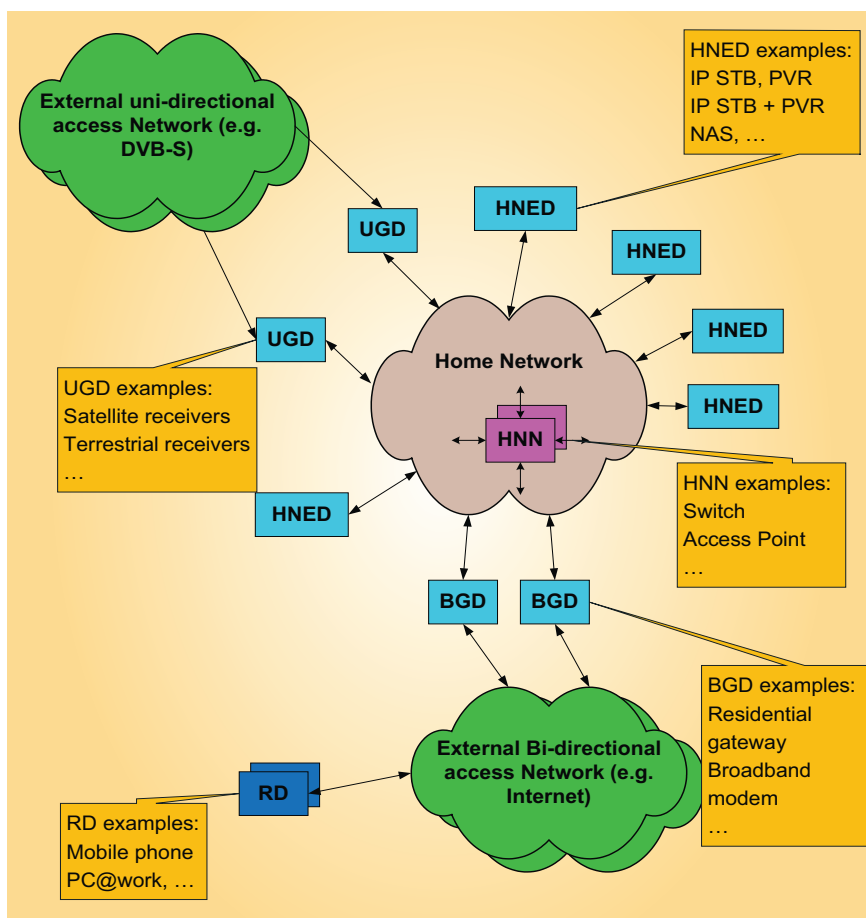 External uni-directional
access Network (e.g.
DVB-S)
HNED examples:
IP STB, PVR
IP STB + PVR
NAS, …
UGD
HNED
HNED
UGD
HNED
Home Network
HNED
UGD examples:
Satellite receivers
Terrestrial receivers
…
HNN
HNED
HNN examples:
Switch
Access Point
…
BGD
BGD
BGD examples:
Residential
gateway
Broadband
modem
…
External Bi-directional
access Network (e.g.
Internet)
RD
RD examples:
Mobile phone
PC@work, …